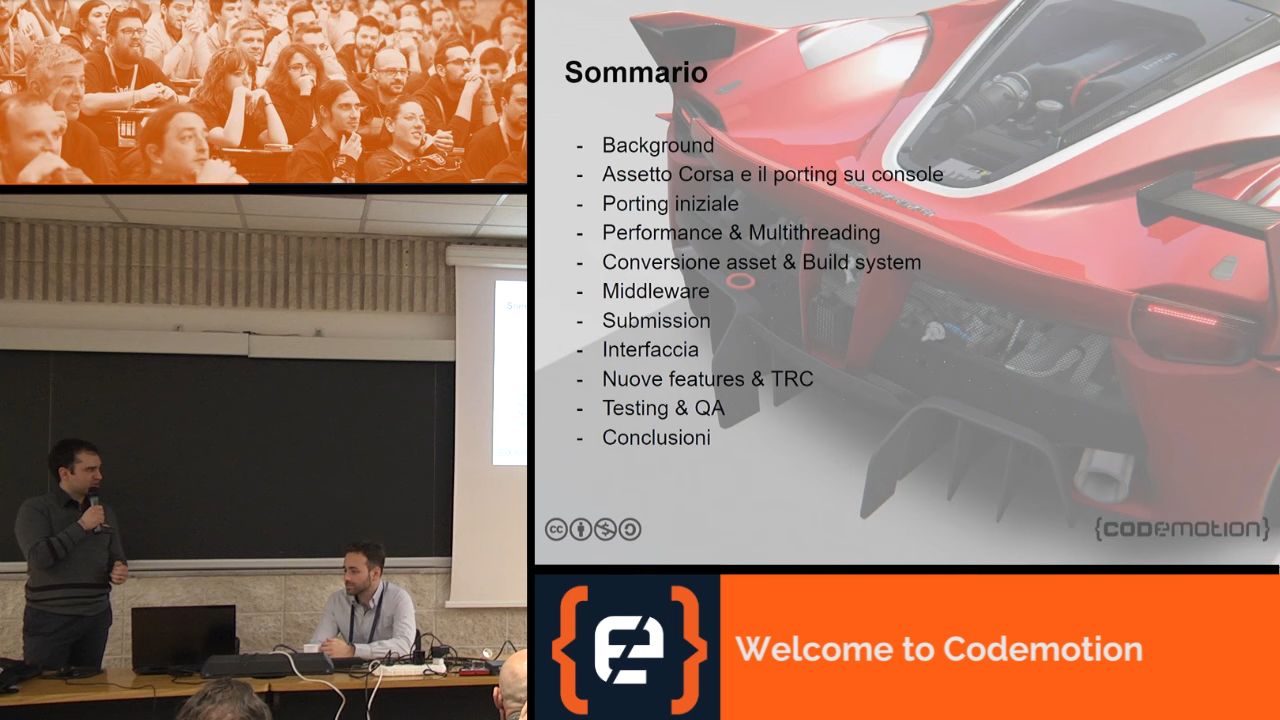 Sommario
- Background
- Assetto Corsa e il porting su console
- Porting iniziale
- Performance & Multithreading
- Conversione asset & Build system
- Middleware
- Submission
- Interfaccia
- Nuove features & TRC
- Testing & QA
- Conclusioni
cc
{codemotion}
Welcome to Codemotion